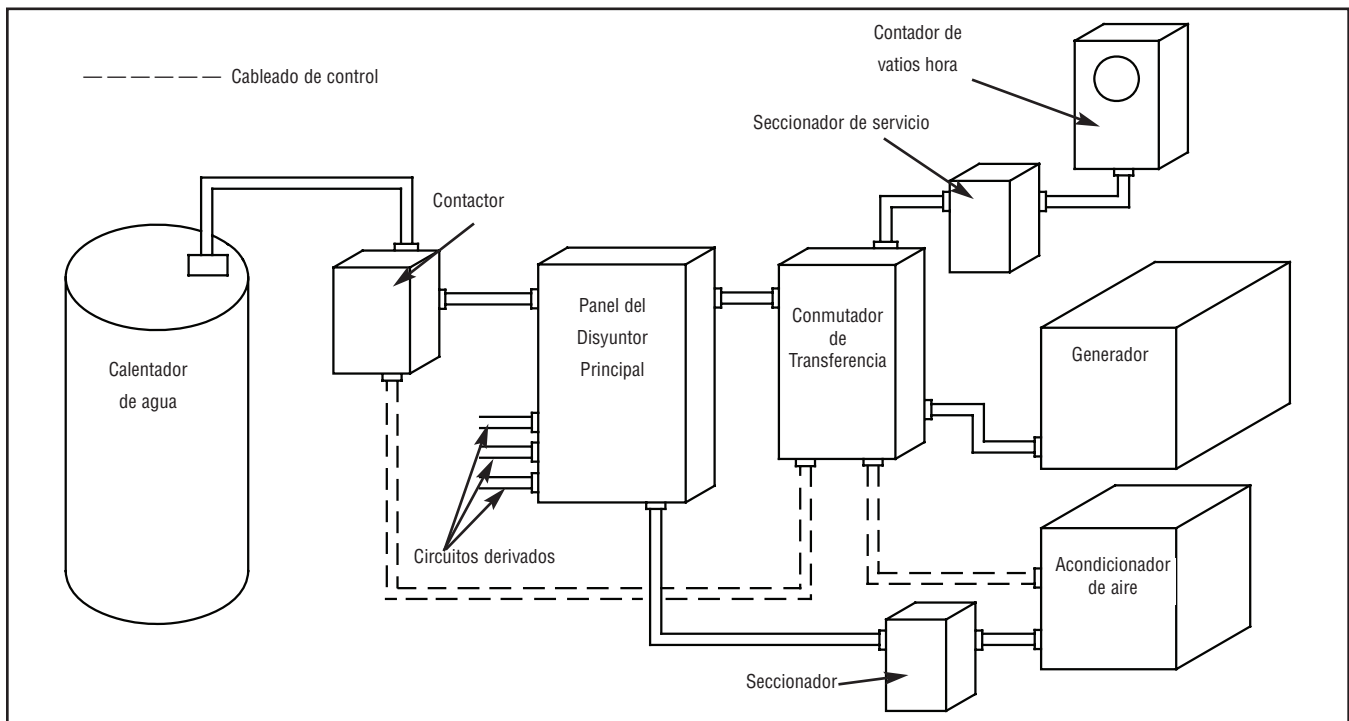 Contador de
vatios hora
Cableado de control
Seccionador de servicio
Contactor
Panel del
Disyuntor
Principal
Conmutador
de
Transferencia
Generador
Calentador
de agua
Circuitos derivados
Acondicionador
de aire
Seccionador